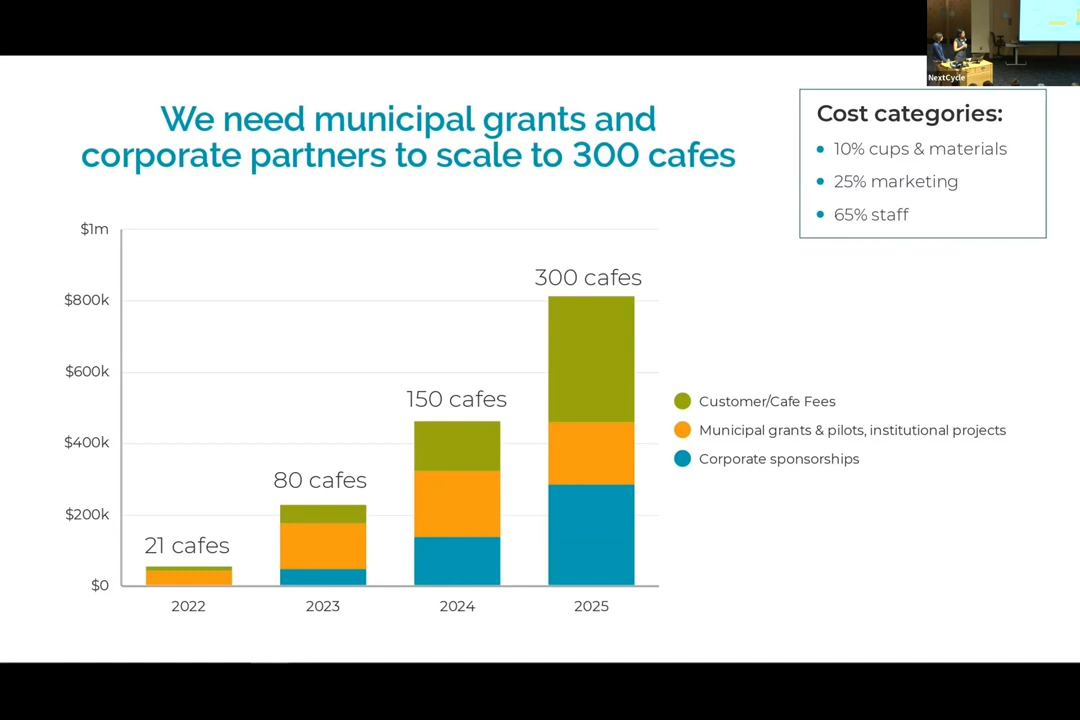 NextCycle
We need municipal grants and
corporate partners to scale to 300 cafes
Cost categories:
10% cups & materials
25% marketing
65% staff
$1m
$800k
$600k
$400k
$200k
$0
21 cafes
80 cafes
150 cafes
300 cafes
2022
2023
2024
2025
Customer/Cafe Fees
Municipal grants & pilots, institutional projects
Corporate sponsorships